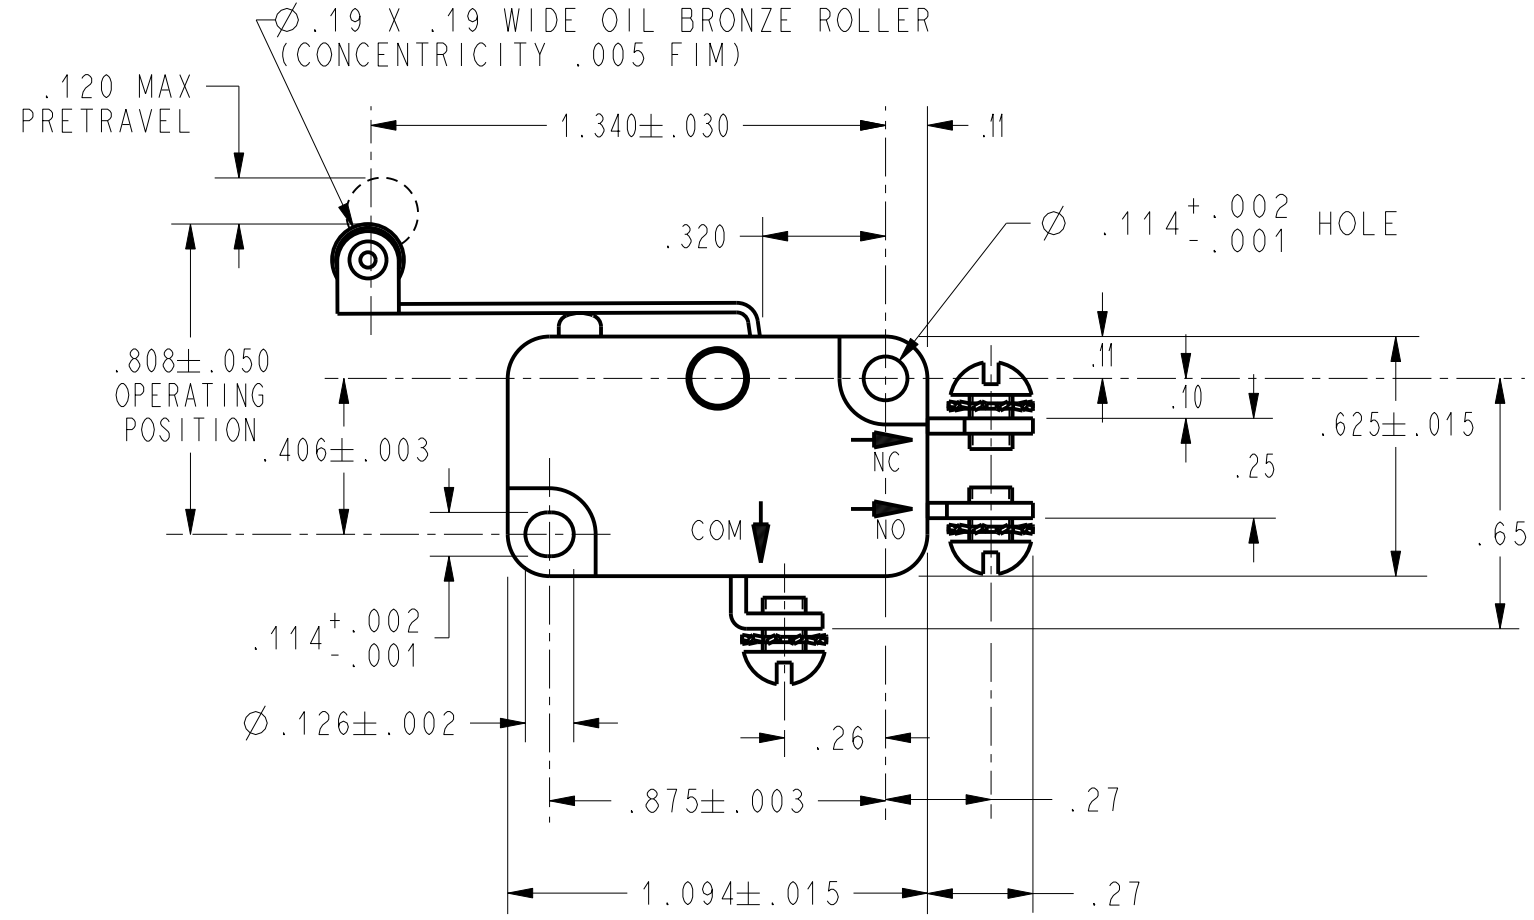 Ø.19 X .19 WIDE OIL BRONZE ROLLER
(CONCENTRICITY .005 FIM)
.120 MAX
PRETRAVEL
1.340±.030
.11
.320
Ø .114 +.002 -.001 HOLE
.808±.050
OPERATING
POSITION
.11
.10
.406±.003
.625±.015
NC
.25
COM
NO
.65
.114 +.002 -.001
Ø.126±.002
.26
.875±.003
.27
1.094±.015
.27